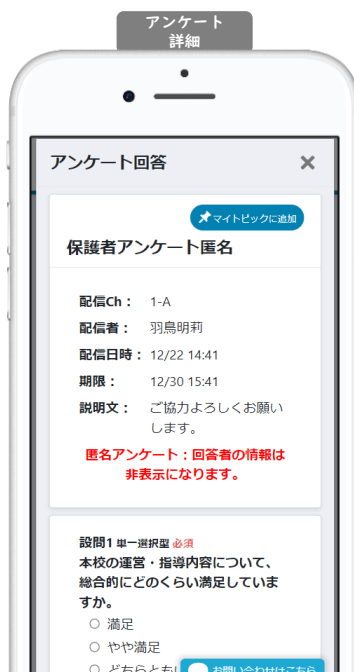 アンケート
詳細
アンケート回答
マイトピックに追加
保護者アンケート匿名
配信Ch： 1-A
配信者： 羽鳥明莉
配信日時： 12/22 14:41
期限： 12/30 15:41
説明文： ご協力よろしくお願い
します。
匿名アンケート：回答者の情報は
非表示になります。
設問1 単一選択型 必須
本校の運営・指導内容について、
総合的にどのくらい満足していま
すか。
満足
やや満足
どちらとも
お問い合わせはこちら